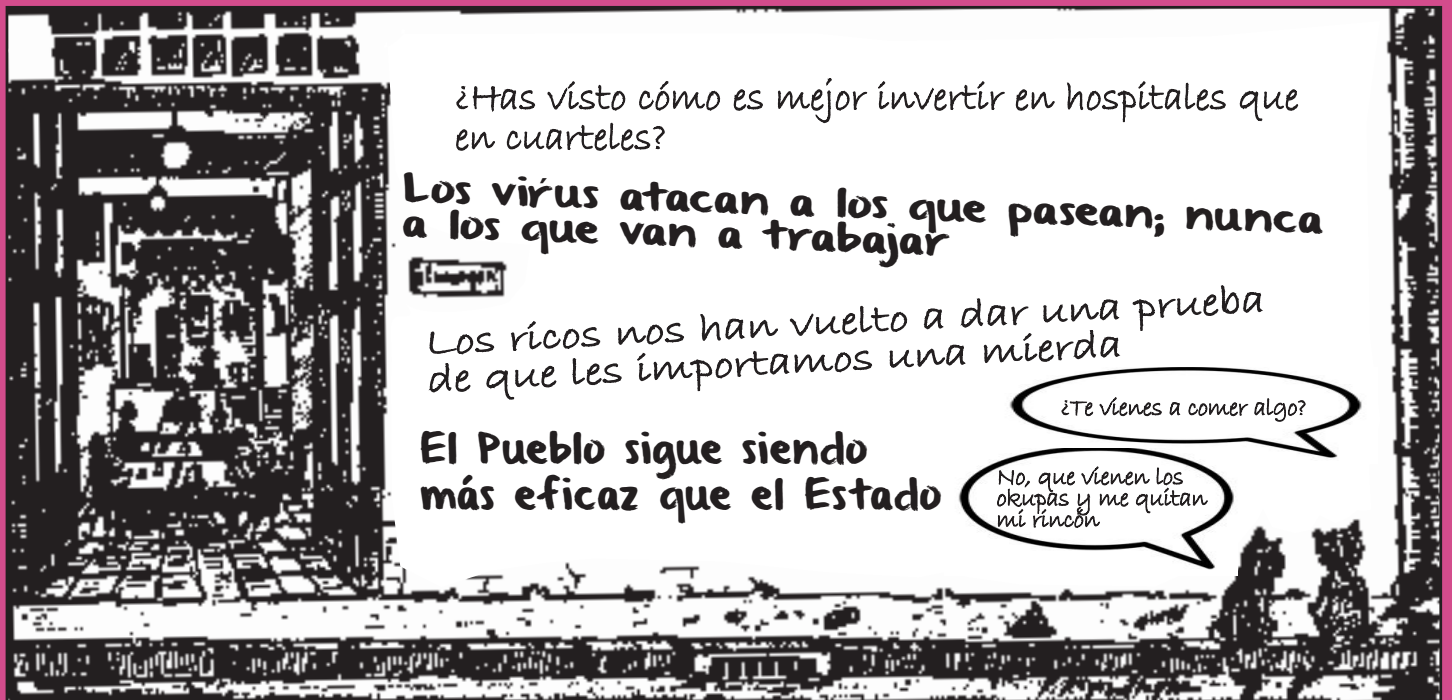 ¿Has visto cómo es mejor invertir en hospitales que
en cuarteles?
Los virus atacan a los que pasean; nunca
a los que van a trabajar
Los ricos nos han vuelto a dar una prueba
de que les importamos una mierda
¿Te vienes a comer algo?
El Pueblo sigue siendo
más eficaz que el Estado
No, que vienen los
okupas y me quitan
mi rincón